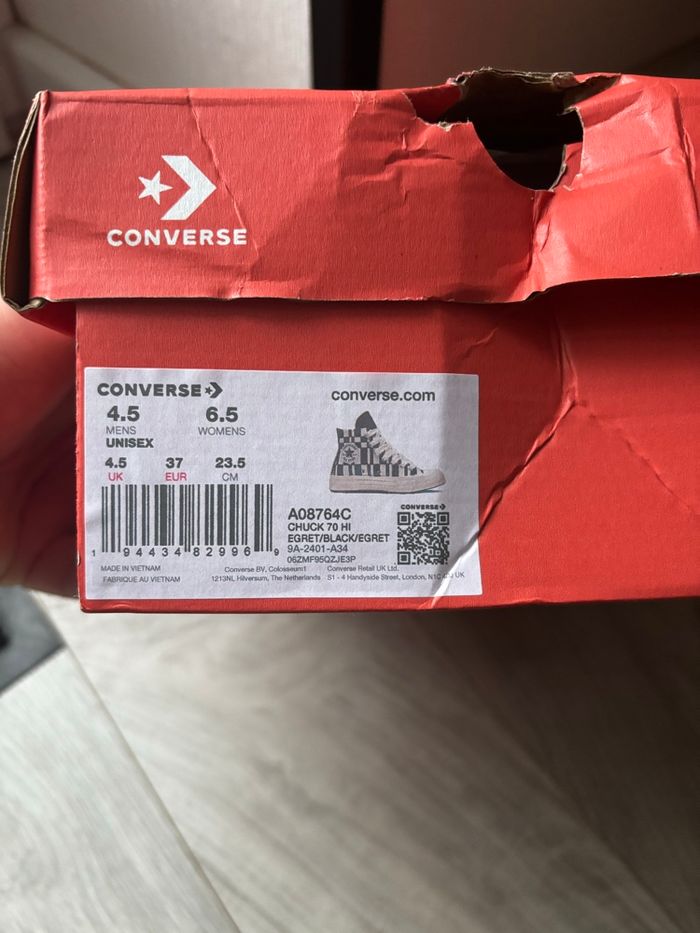 CONVERSE
CONVERSE
converse.com
4.5 6.5
MENS WOMENS
UNISEX
4.5 37 23.5
UK EUR CM
1 94434 82996 9
A08764C
CHUCK 70 HI
EGRET/BLACK/EGRET
9A-2401-A34
06ZMF95QZJE3P
CONVERSE
MADE IN VIETNAM
FABRIQUE AU VIETNAM
Converse BV, Colosseum1
1213NL Hilversum, The Netherlands
Converse Retail UK Ltd.
S1 - 4 Handyside Street, London, UK